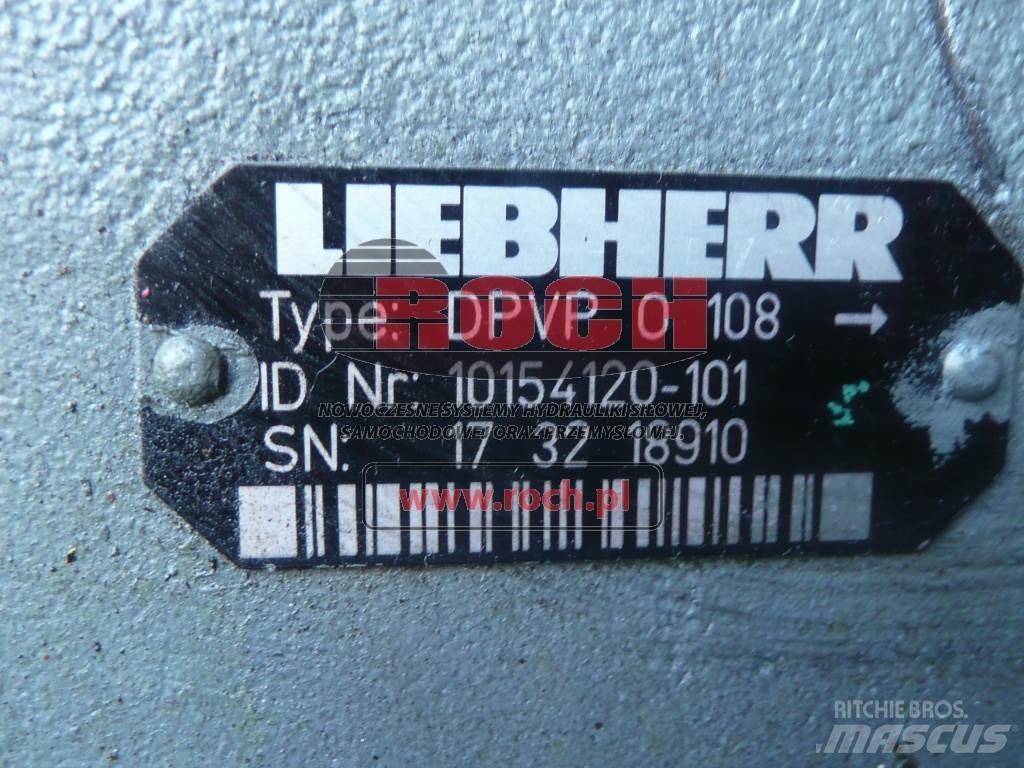 LIEBHERR
ROCH
Type: DPVP O 108 →
ID Nr: 10154120-101
NOWOCZESNE SYSTEMY HYDRAULIKI SIŁOWEJ,
SAMOCHODOWEJ ORAZ PRZEMYSŁOWEJ.
SN: 17 32 18910
www.roch.pl
RITCHIE BROS.
MASCUS